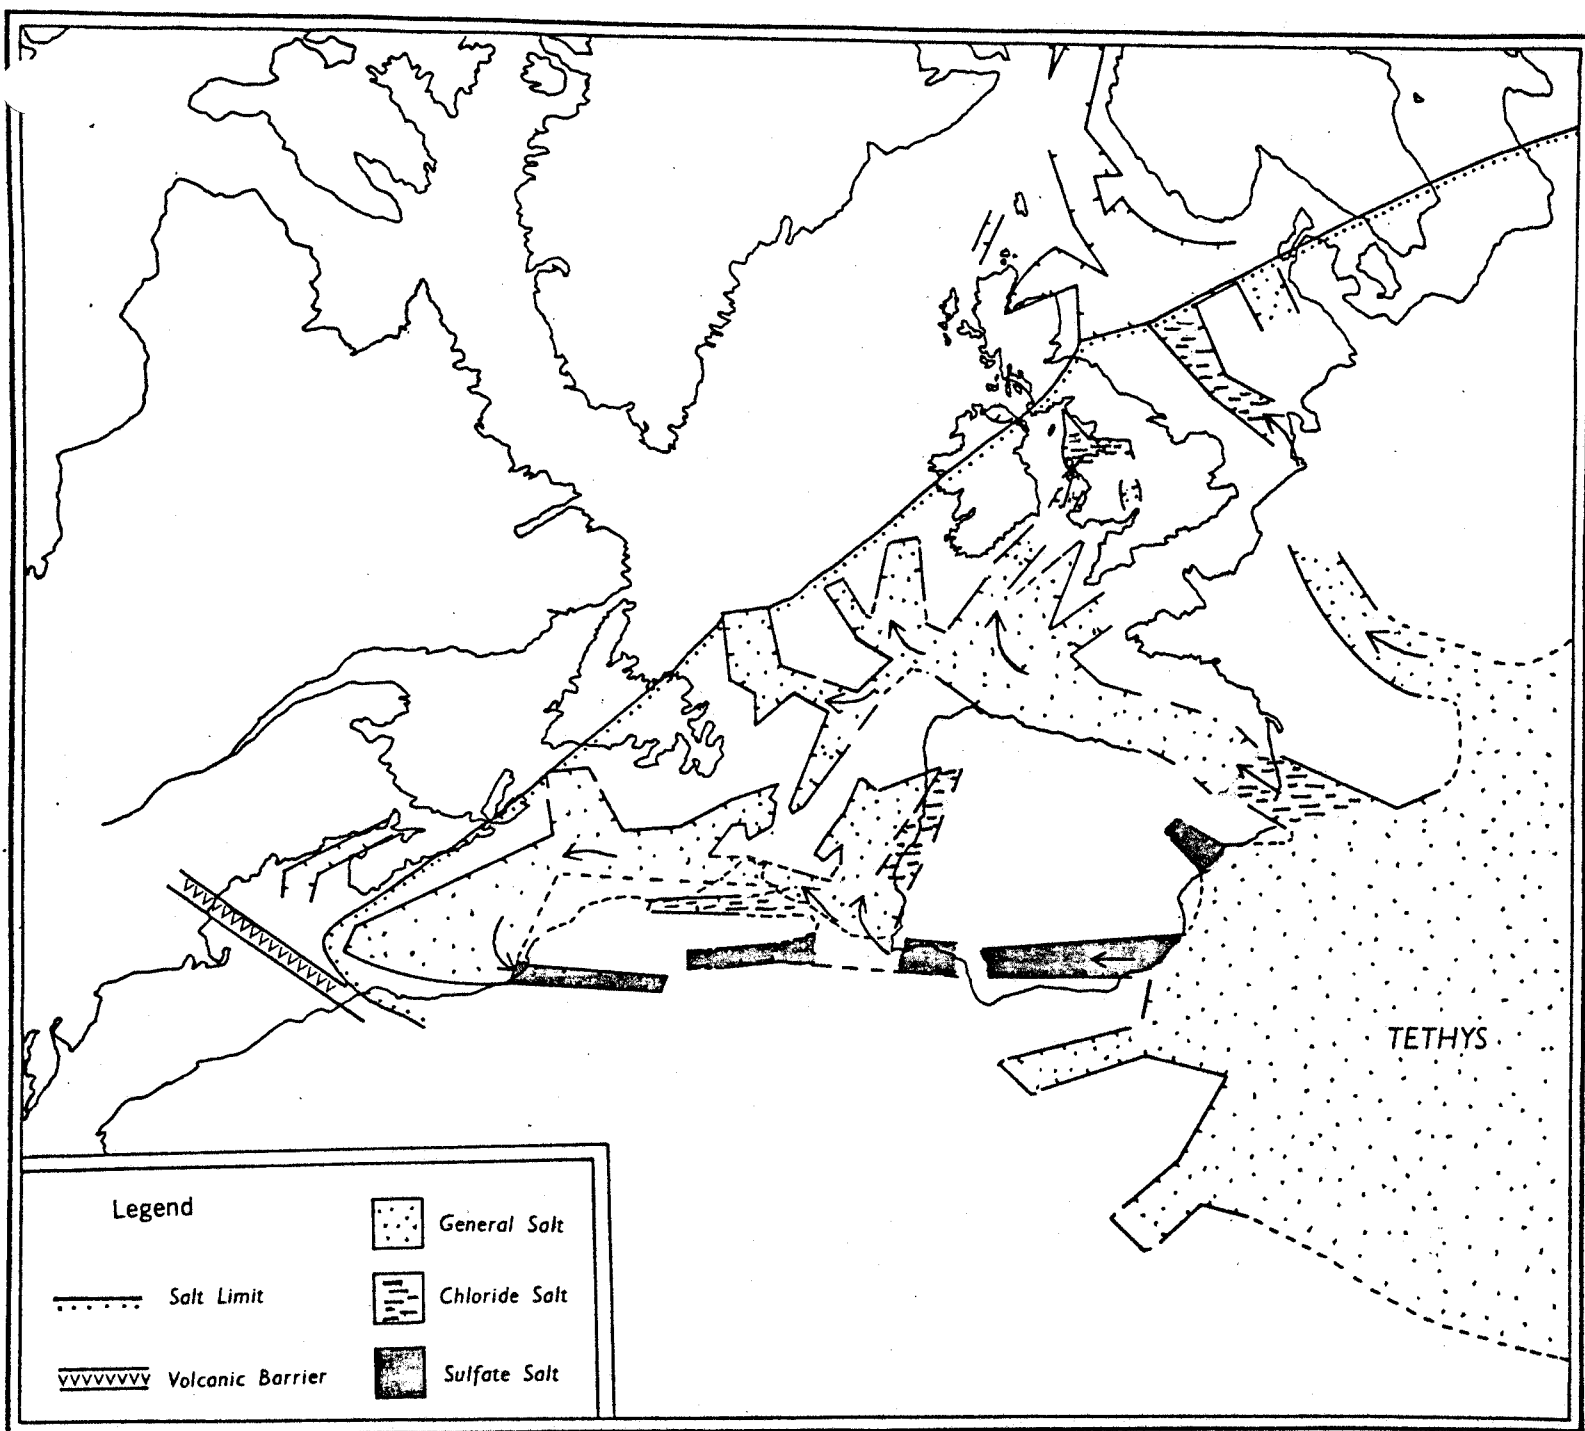 TETHYS
Legend
Salt Limit
Volcanic Barrier
General Salt
Chloride Salt
Sulfate Salt